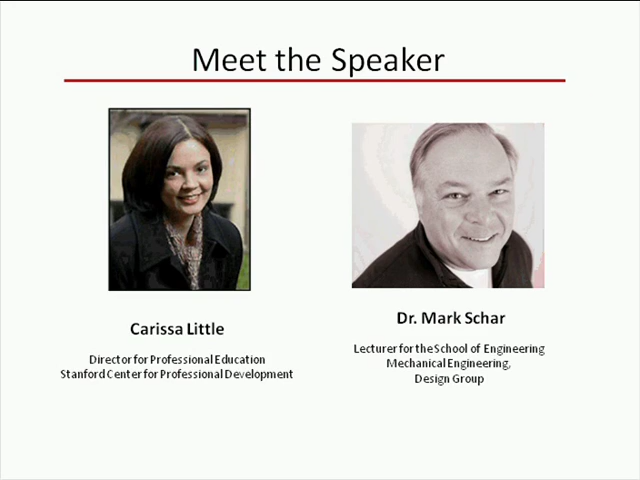 Meet the Speaker
Carissa Little
Director for Professional Education
Stanford Center for Professional Development
Dr. Mark Schar
Lecturer for the School of Engineering
Mechanical Engineering,
Design Group